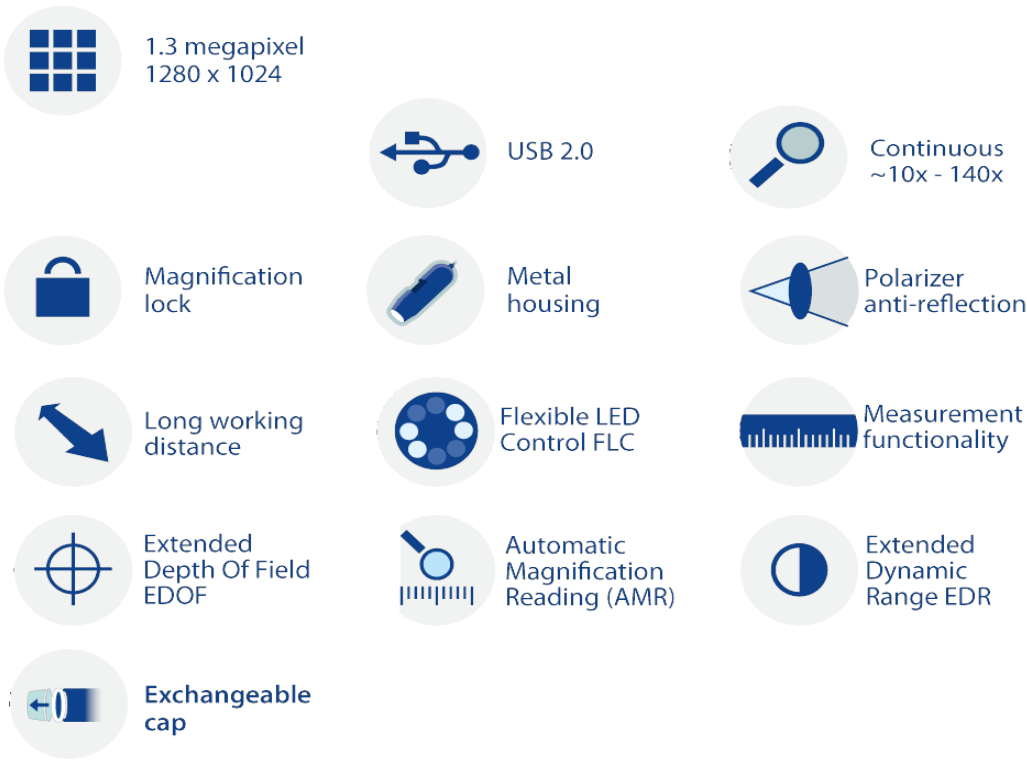 1.3 megapixel
1280 x 1024
USB 2.0
Continuous
~10x - 140x
Magnification
lock
Metal
housing
Polarizer
anti-reflection
Long working
distance
Flexible LED
Control FLC
Measurement
functionality
Extended
Depth Of Field
EDOF
Automatic
Magnification
Reading (AMR)
Extended
Dynamic
Range EDR
Exchangeable
cap